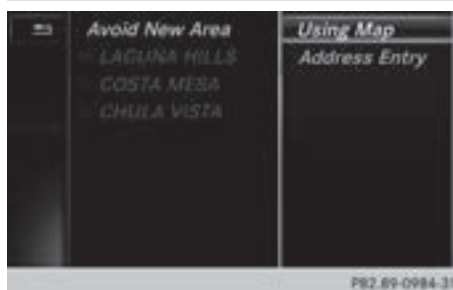 Avoid New Area
LAGUNA HILLS
COSTA MESA
CHULA VISTA
Using Map
Address Entry
P82.89-0984-31